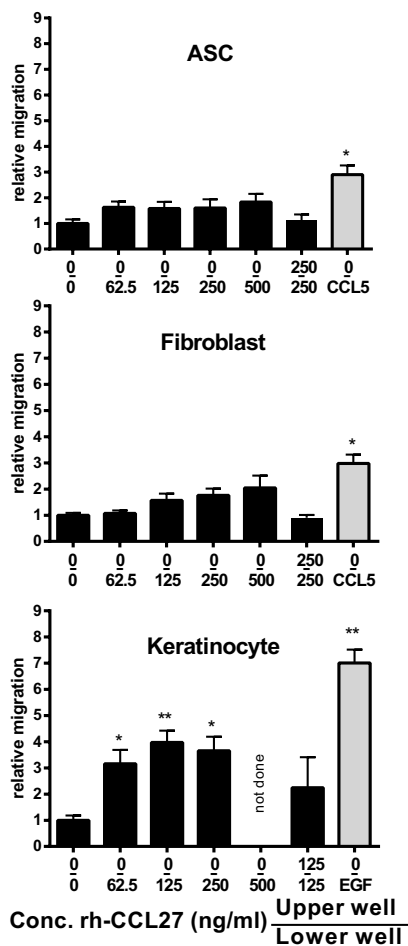 ASC
relative migration
9
8
7
6
5
4
3
2
1
0
*
0 0 0 0 0 250 0
0 62.5 125 250 500 250 CCL5
Fibroblast
relative migration
9
8
7
6
5
4
3
2
1
0
*
0 0 0 0 0 250 0
0 62.5 125 250 500 250 CCL5
Keratinocyte
relative migration
9
8
7
6
5
4
3
2
1
0
* ** * not done **
0 0 0 0 0 125 0
0 62.5 125 250 500 125 EGF
Conc. rh-CCL27 (ng/ml) Upper well
Lower well